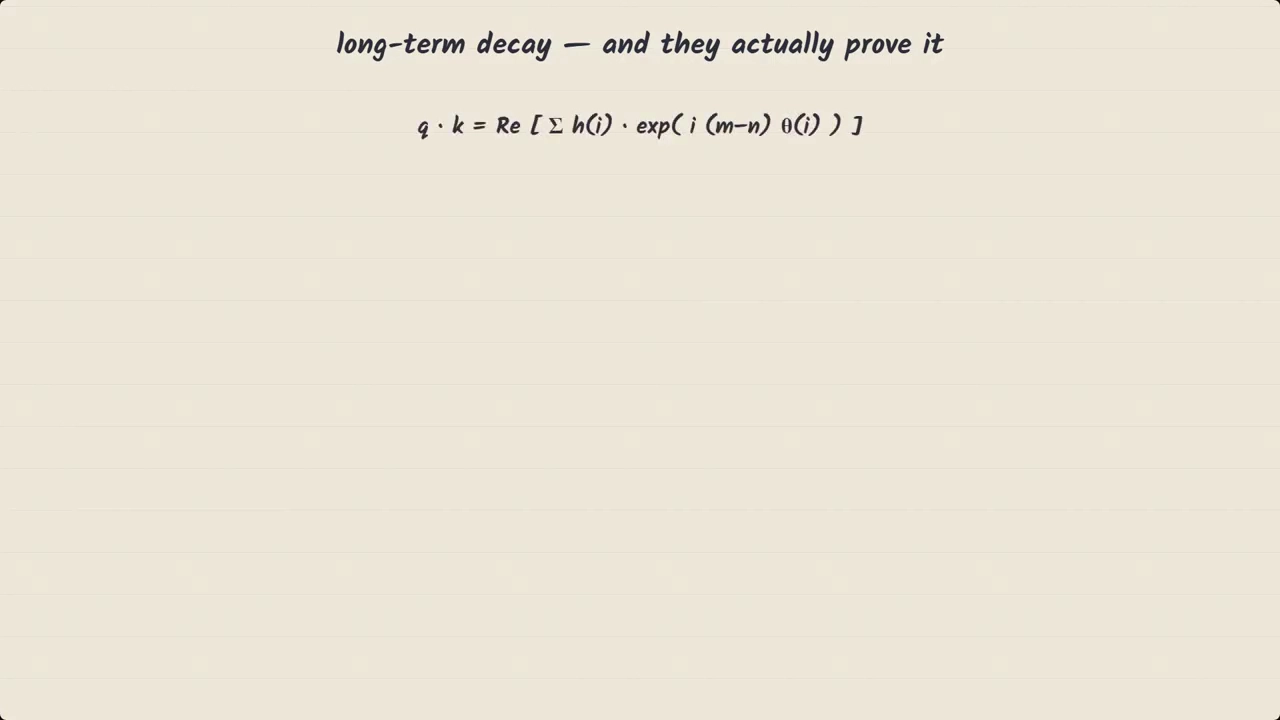 long-term decay — and they actually prove it
q · k = Re [ Σ h(i) · exp( i (m−n) θ(i) ) ]